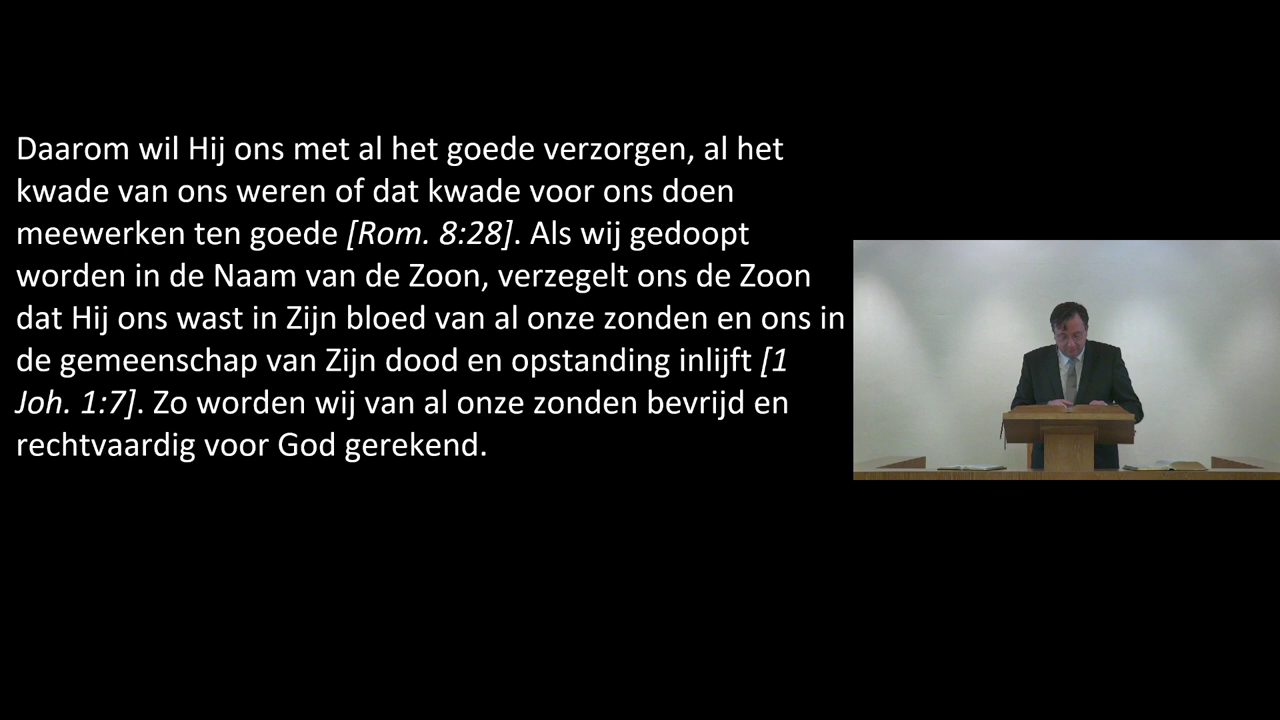 Daarom wil Hij ons met al het goede verzorgen, al het
kwade van ons weren of dat kwade voor ons doen
meewerken ten goede [Rom. 8:28]. Als wij gedoopt
worden in de Naam van de Zoon, verzegelt ons de Zoon
dat Hij ons wast in Zijn bloed van al onze zonden en ons in
de gemeenschap van Zijn dood en opstanding inlijft [1
Joh. 1:7]. Zo worden wij van al onze zonden bevrijd en
rechtvaardig voor God gerekend.